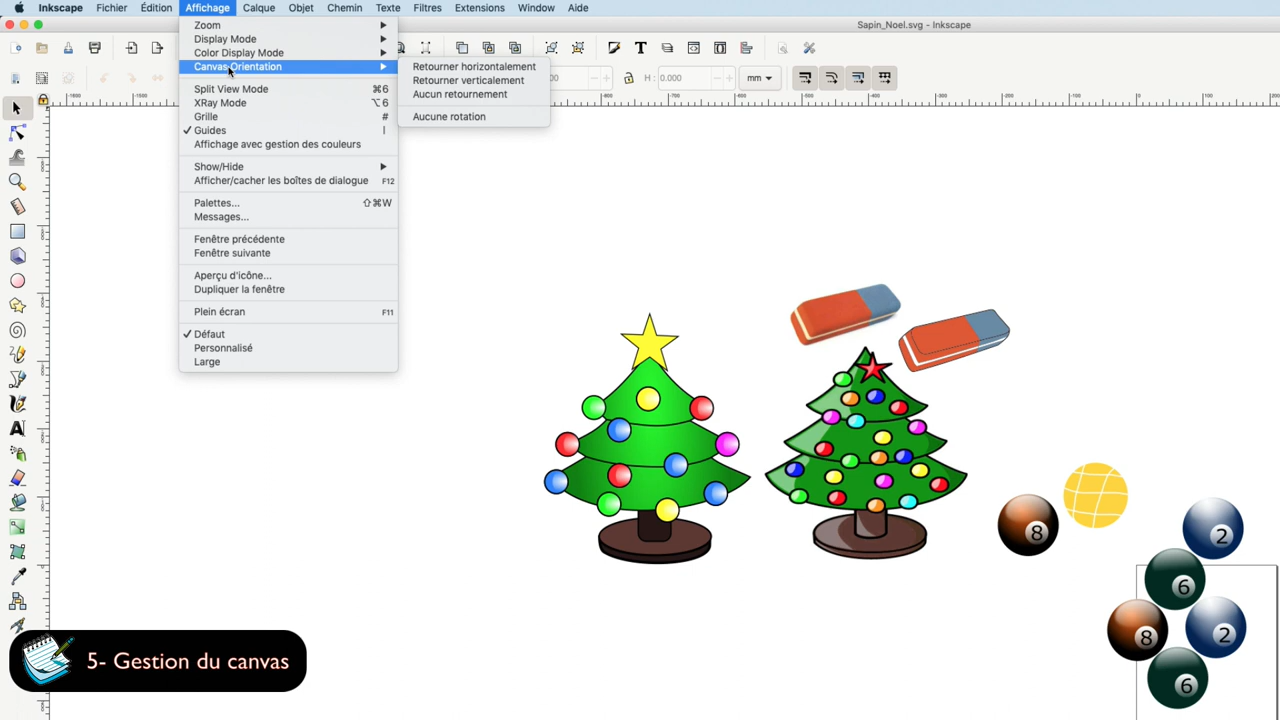 Inkscape Fichier Édition Affichage Calque Objet Chemin Texte Filtres Extensions Window Aide
Sapin_Noel.svg - Inkscape
Zoom
Display Mode
Color Display Mode
Canvas Orientation
Retourner horizontalement
Retourner verticalement
Aucun retournement
Aucune rotation
Split View Mode ⌘6
XRay Mode ⌥6
Grille #
✓ Guides |
Affichage avec gestion des couleurs
Show/Hide
Afficher/cacher les boîtes de dialogue F12
Palettes... ⇧⌘W
Messages...
Fenêtre précédente
Fenêtre suivante
Aperçu d'icône...
Dupliquer la fenêtre
Plein écran F11
✓ Défaut
Personnalisé
Large
H : 0.000 mm
8
2
6
8
2
6
5- Gestion du canvas